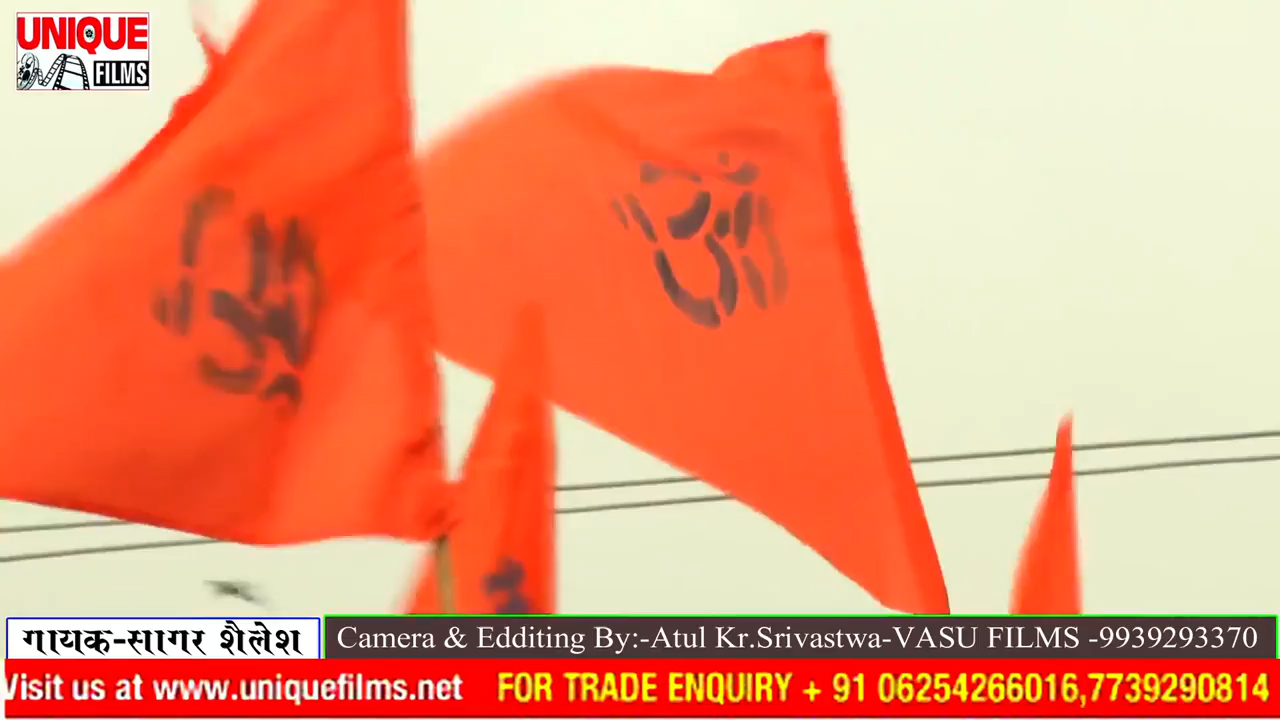 UNIQUE
FILMS
गायक-सागर शैलेश
Camera & Edditing By:-Atul Kr.Srivastwa-VASU FILMS -9939293370
Visit us at www.uniquefilms.net FOR TRADE ENQUIRY + 91 06254266016,7739290814